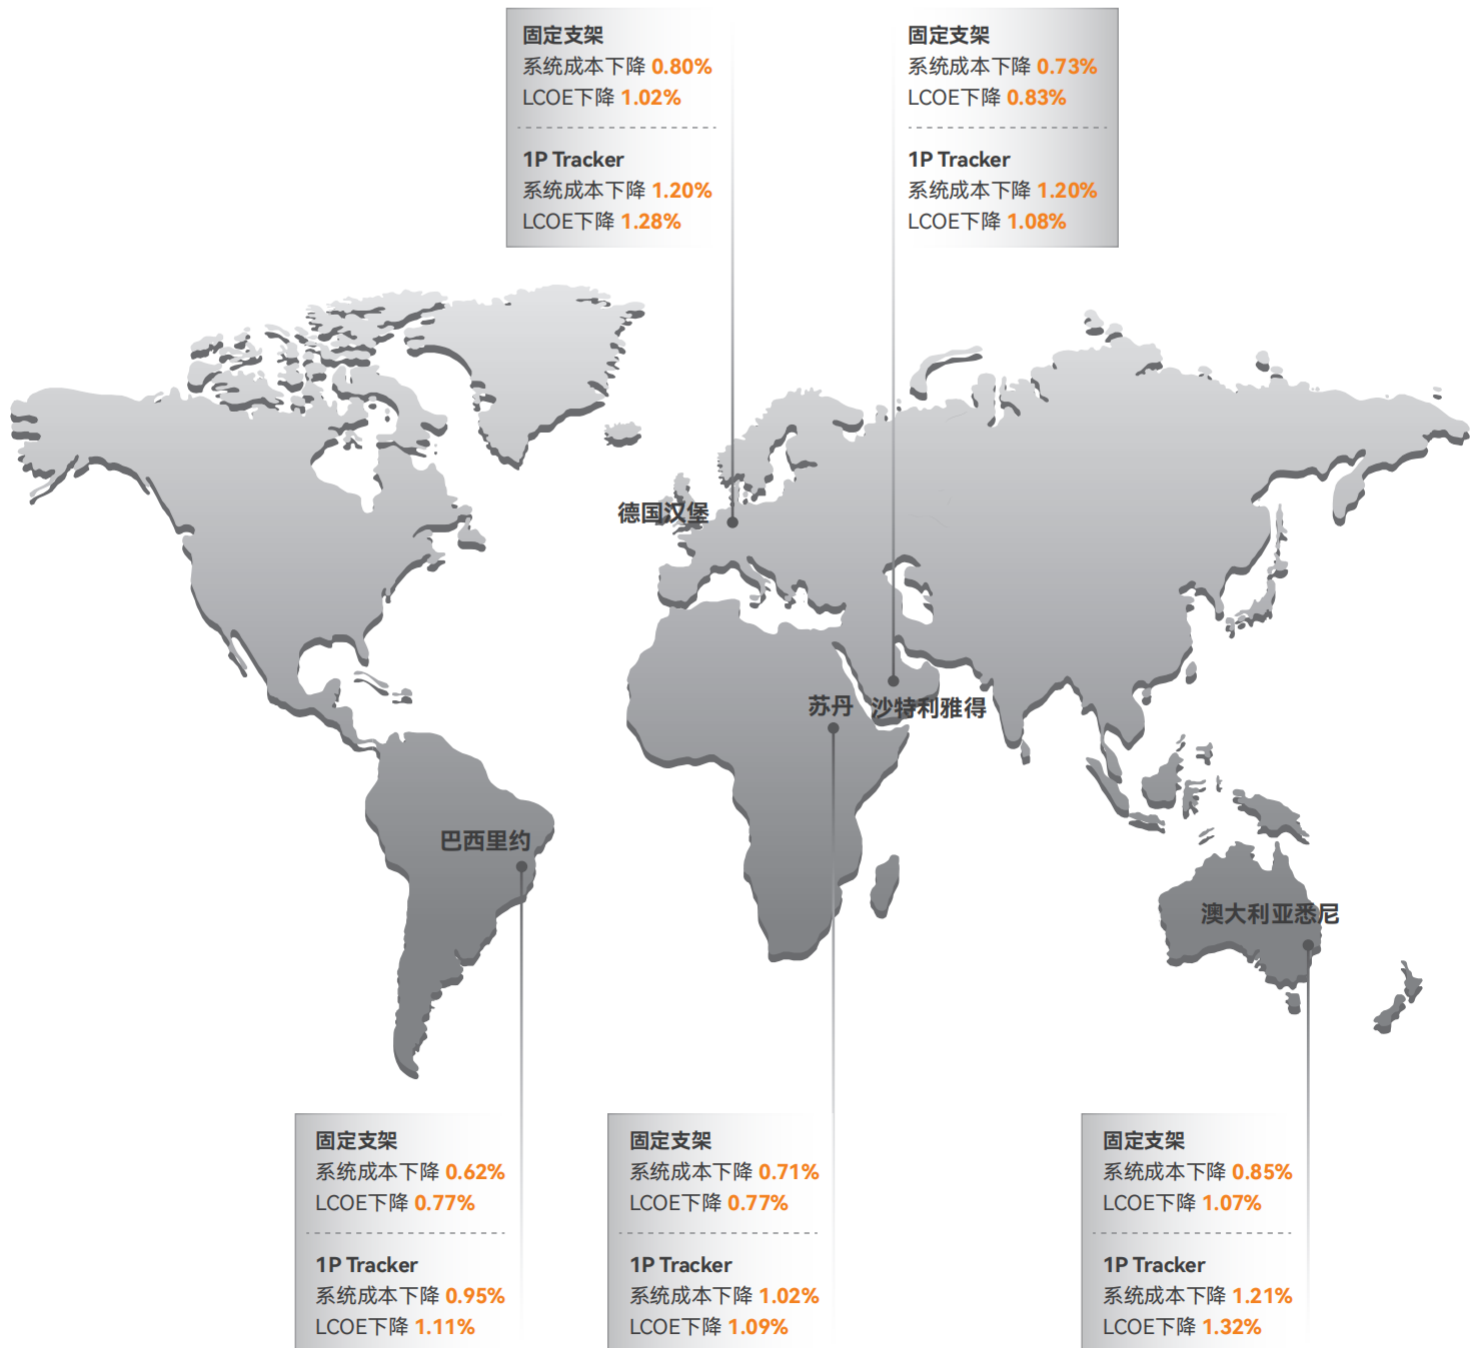 固定支架
系统成本下降 0.80%
LCOE下降 1.02%
1P Tracker
系统成本下降 1.20%
LCOE下降 1.28%
固定支架
系统成本下降 0.73%
LCOE下降 0.83%
1P Tracker
系统成本下降 1.20%
LCOE下降 1.08%
德国汉堡
苏丹
沙特利雅得
巴西里约
澳大利亚悉尼
固定支架
系统成本下降 0.62%
LCOE下降 0.77%
1P Tracker
系统成本下降 0.95%
LCOE下降 1.11%
固定支架
系统成本下降 0.71%
LCOE下降 0.77%
1P Tracker
系统成本下降 1.02%
LCOE下降 1.09%
固定支架
系统成本下降 0.85%
LCOE下降 1.07%
1P Tracker
系统成本下降 1.21%
LCOE下降 1.32%